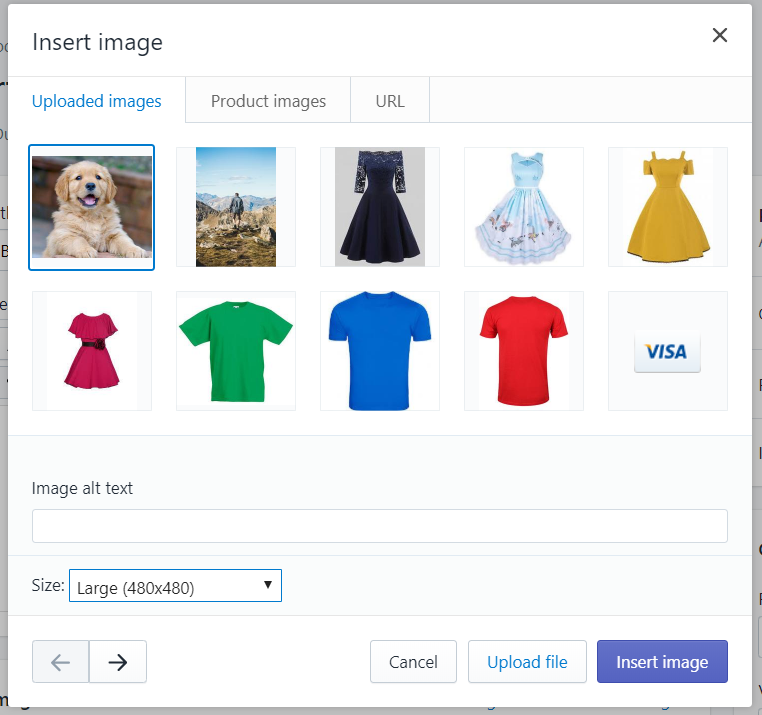 Insert image
Uploaded images
Product images
URL
VISA
Image alt text
Size:
Large (480x480)
Cancel
Upload file
Insert image